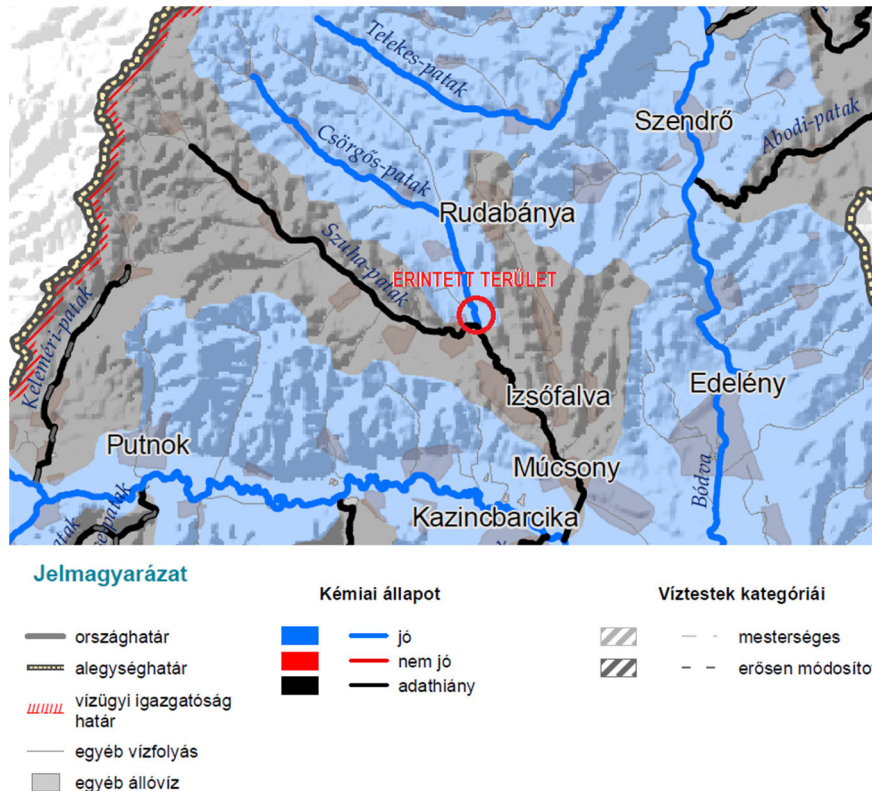 Telekes-patak
Szendrő
Abodi-patak
Csörgős-patak
Rudabánya
Szuha-patak
ÉRINTETT TERÜLET
Keleméri-patak
Izsófalva
Edelény
Putnok
Múcsony
Bódva
Kazincbarcika
Jelmagyarázat
Kémiai állapot
Víztestek kategóriái
országhatár
jó
mesterséges
alegységhatár
nem jó
erősen módosíto
vízügyi igazgatóság
határ
adathiány
egyéb vízfolyás
egyéb állóvíz